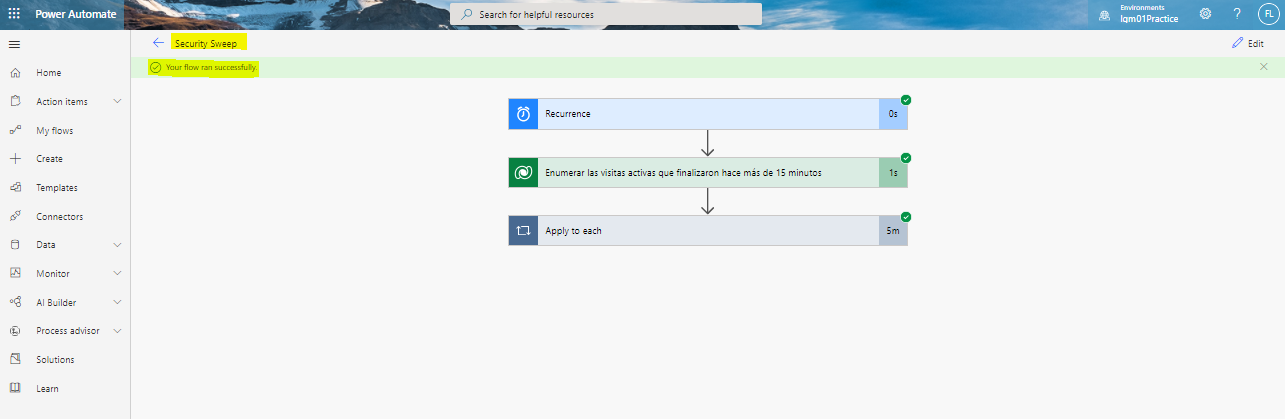 Power Automate
Search for helpful resources
Environments
lqm01Practice
FL
Security Sweep
Edit
Your flow ran successfully.
Home
Action items
My flows
Create
Templates
Connectors
Data
Monitor
AI Builder
Process advisor
Solutions
Learn
Recurrence
0s
Enumerar las visitas activas que finalizaron hace más de 15 minutos
1s
Apply to each
5m